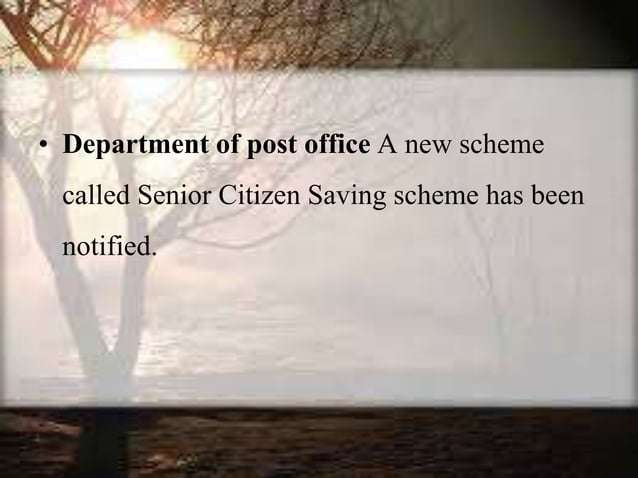 • Department of post office A new scheme
called Senior Citizen Saving scheme has been
notified.